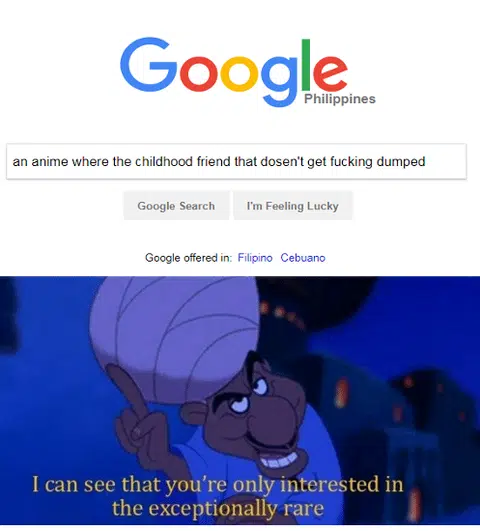 Google
Philippines
an anime where the childhood friend that dosen't get fucking dumped
Google Search I'm Feeling Lucky
Google offered in: Filipino Cebuano
I can see that you're only interested in
the exceptionally rare